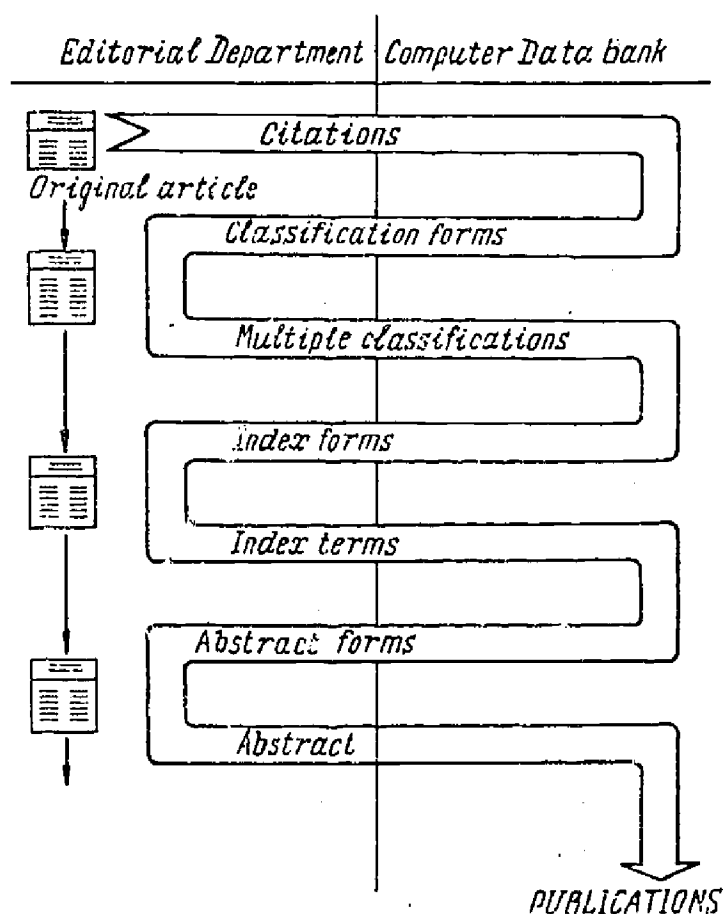 Editorial Department Computer Data bank
Citations
Original article
Classification forms
Multiple classifications
Index forms
Index terms
Abstract forms
Abstract
PUBLICATIONS